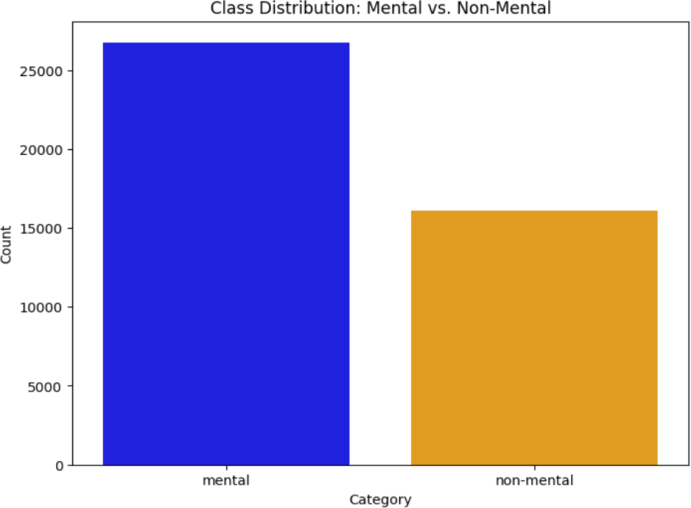 Class Distribution: Mental vs. Non-Mental
Count
25000
20000
15000
10000
5000
0
mental
non-mental
Category